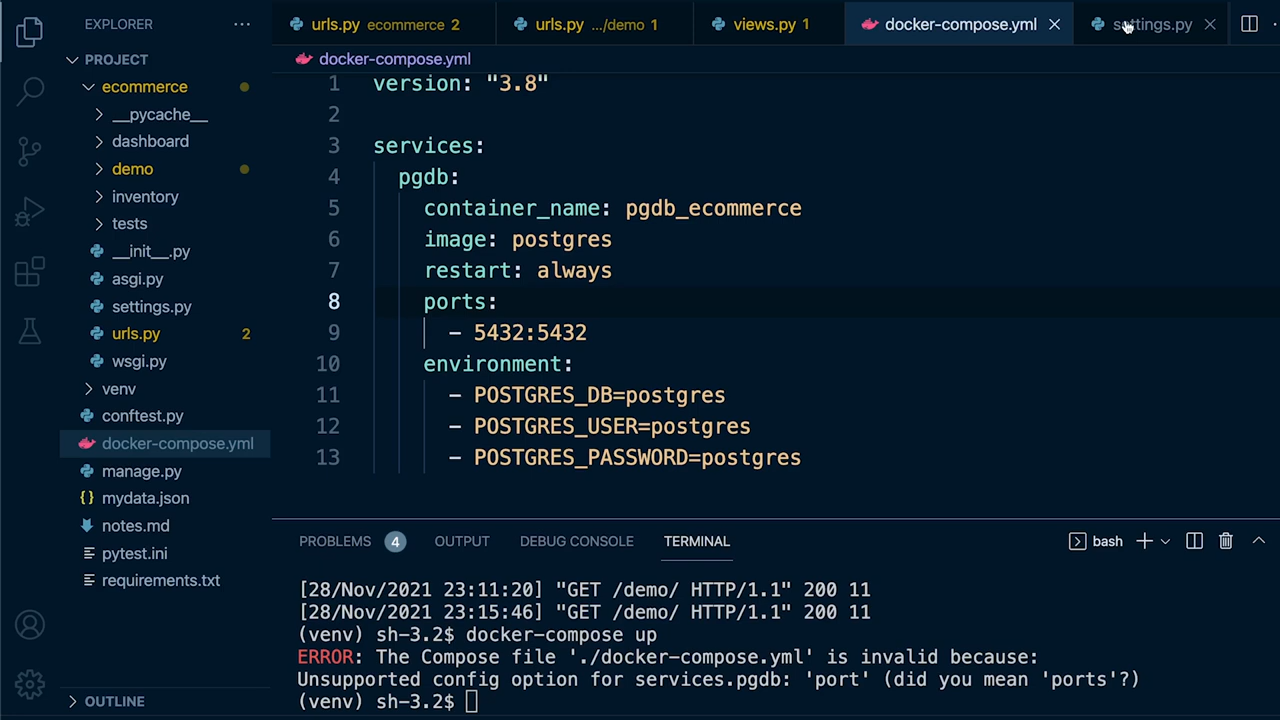 EXPLORER
PROJECT
ecommerce
__pycache__
dashboard
demo
inventory
tests
__init__.py
asgi.py
settings.py
urls.py 2
wsgi.py
venv
conftest.py
docker-compose.yml
manage.py
mydata.json
notes.md
pytest.ini
requirements.txt
OUTLINE
urls.py ecommerce 2
urls.py .../demo 1
views.py 1
docker-compose.yml
settings.py
docker-compose.yml
1 version: "3.8"
2
3 services:
4 pgdb:
5 container_name: pgdb_ecommerce
6 image: postgres
7 restart: always
8 ports:
9 - 5432:5432
10 environment:
11 - POSTGRES_DB=postgres
12 - POSTGRES_USER=postgres
13 - POSTGRES_PASSWORD=postgres
PROBLEMS 4 OUTPUT DEBUG CONSOLE TERMINAL bash
[28/Nov/2021 23:11:20] "GET /demo/ HTTP/1.1" 200 11
[28/Nov/2021 23:15:46] "GET /demo/ HTTP/1.1" 200 11
(venv) sh-3.2$ docker-compose up
ERROR: The Compose file './docker-compose.yml' is invalid because:
Unsupported config option for services.pgdb: 'port' (did you mean 'ports'?)
(venv) sh-3.2$